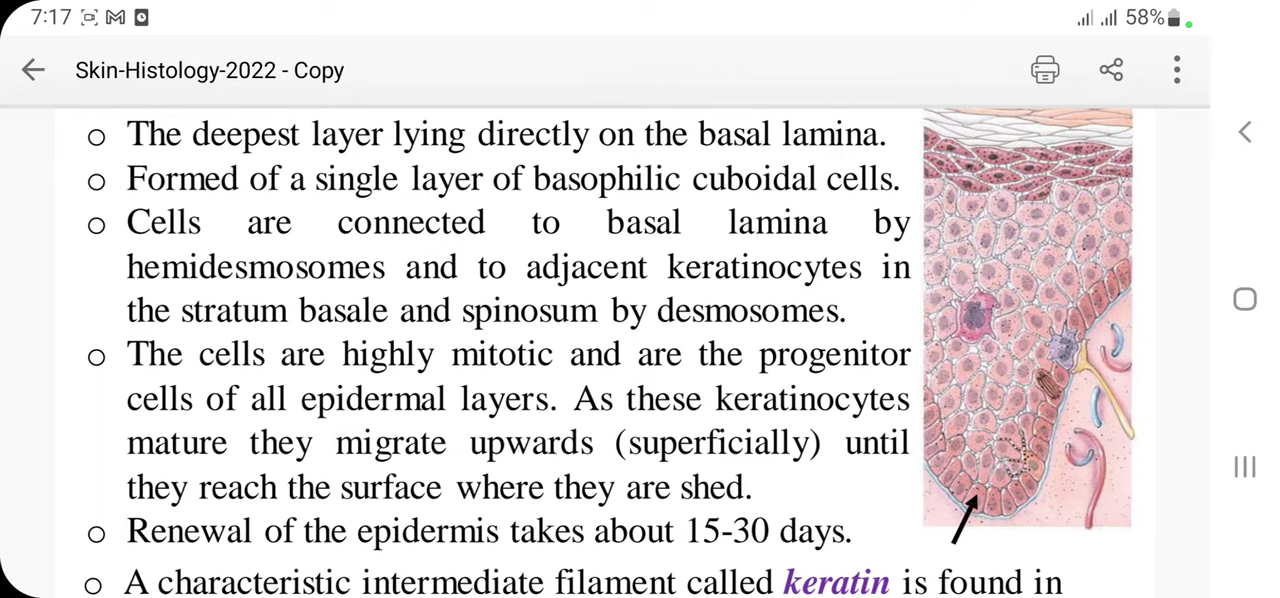 7:17 58%
Skin-Histology-2022 - Copy
o The deepest layer lying directly on the basal lamina.
o Formed of a single layer of basophilic cuboidal cells.
o Cells are connected to basal lamina by
hemidesmosomes and to adjacent keratinocytes in
the stratum basale and spinosum by desmosomes.
o The cells are highly mitotic and are the progenitor
cells of all epidermal layers. As these keratinocytes
mature they migrate upwards (superficially) until
they reach the surface where they are shed.
o Renewal of the epidermis takes about 15-30 days.
o A characteristic intermediate filament called keratin is found in